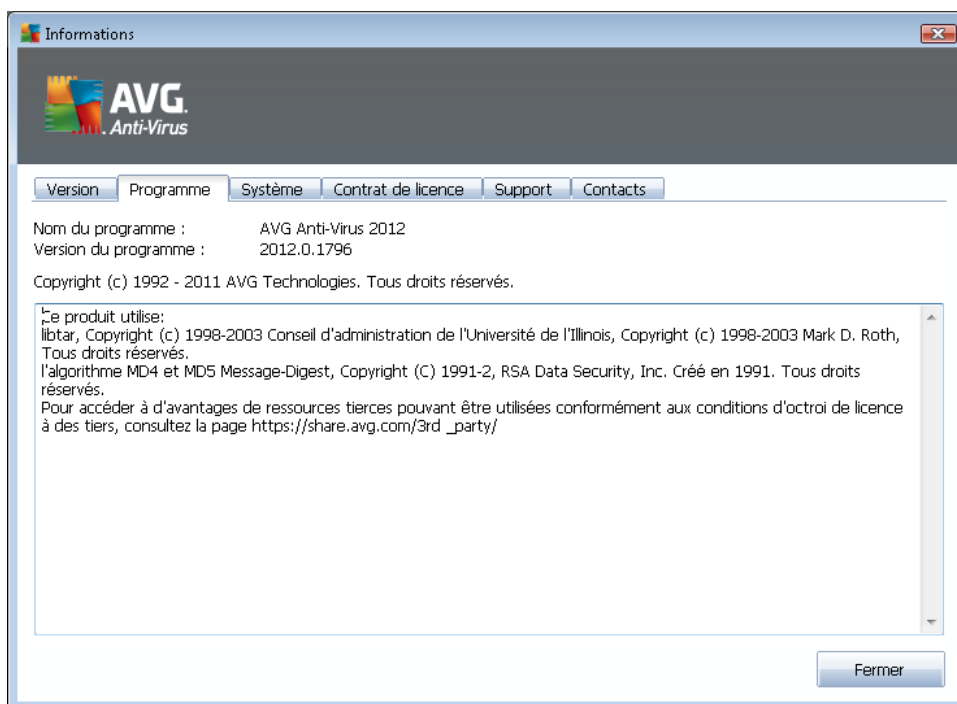 Informations
AVG.
Anti-Virus
Version Programme Système Contrat de licence Support Contacts
Nom du programme : AVG Anti-Virus 2012
Version du programme : 2012.0.1796
Copyright (c) 1992 - 2011 AVG Technologies. Tous droits réservés.
Ce produit utilise:
libtar, Copyright (c) 1998-2003 Conseil d'administration de l'Université de l'Illinois, Copyright (c) 1998-2003 Mark D. Roth,
Tous droits réservés.
l'algorithme MD4 et MD5 Message-Digest, Copyright (C) 1991-2, RSA Data Security, Inc. Créé en 1991. Tous droits
réservés.
Pour accéder à d'avantages de ressources tierces pouvant être utilisées conformément aux conditions d'octroi de licence
à des tiers, consultez la page https://share.avg.com/3rd _party/
Fermer